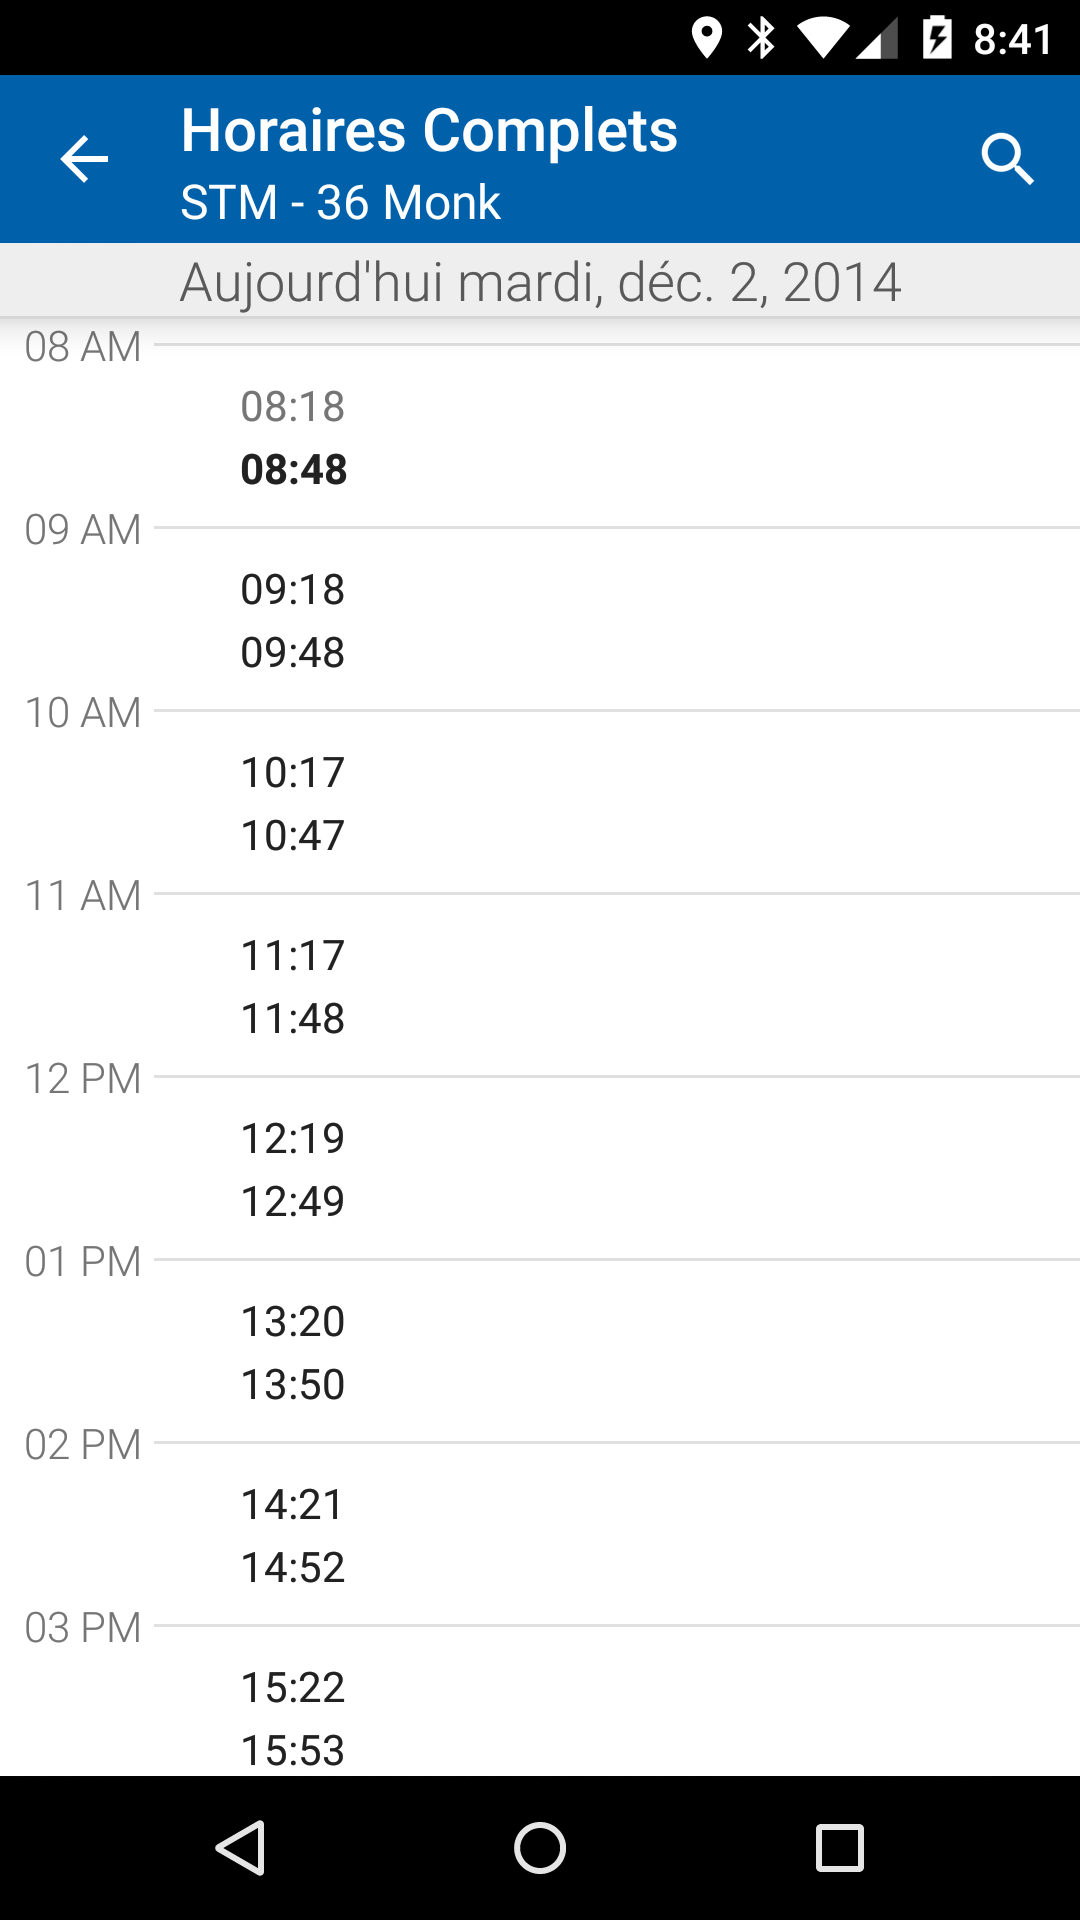 8:41
Horaires Complets
STM - 36 Monk
Aujourd'hui mardi, déc. 2, 2014
08 AM
08:18
08:48
09 AM
09:18
09:48
10 AM
10:17
10:47
11 AM
11:17
11:48
12 PM
12:19
12:49
01 PM
13:20
13:50
02 PM
14:21
14:52
03 PM
15:22
15:53